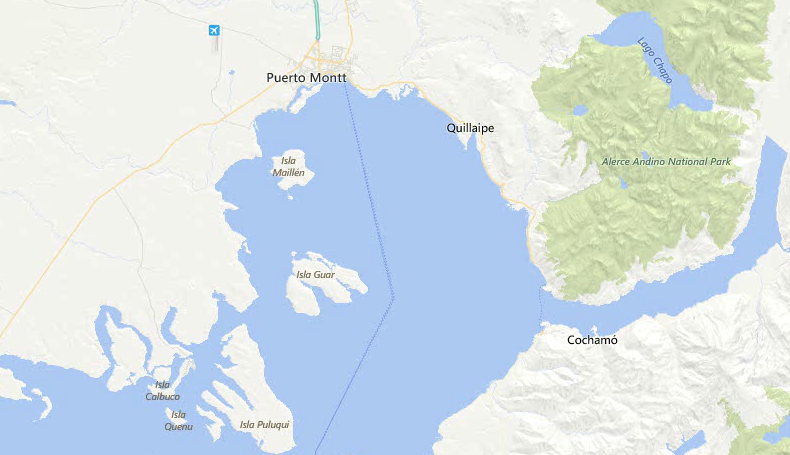 Lago Chapo
Puerto Montt
Quillaipe
Isla
Maillén
Alerce Andino National Park
Isla Guar
Cochamó
Isla
Calbuco
Isla
Quenu
Isla Puluqui